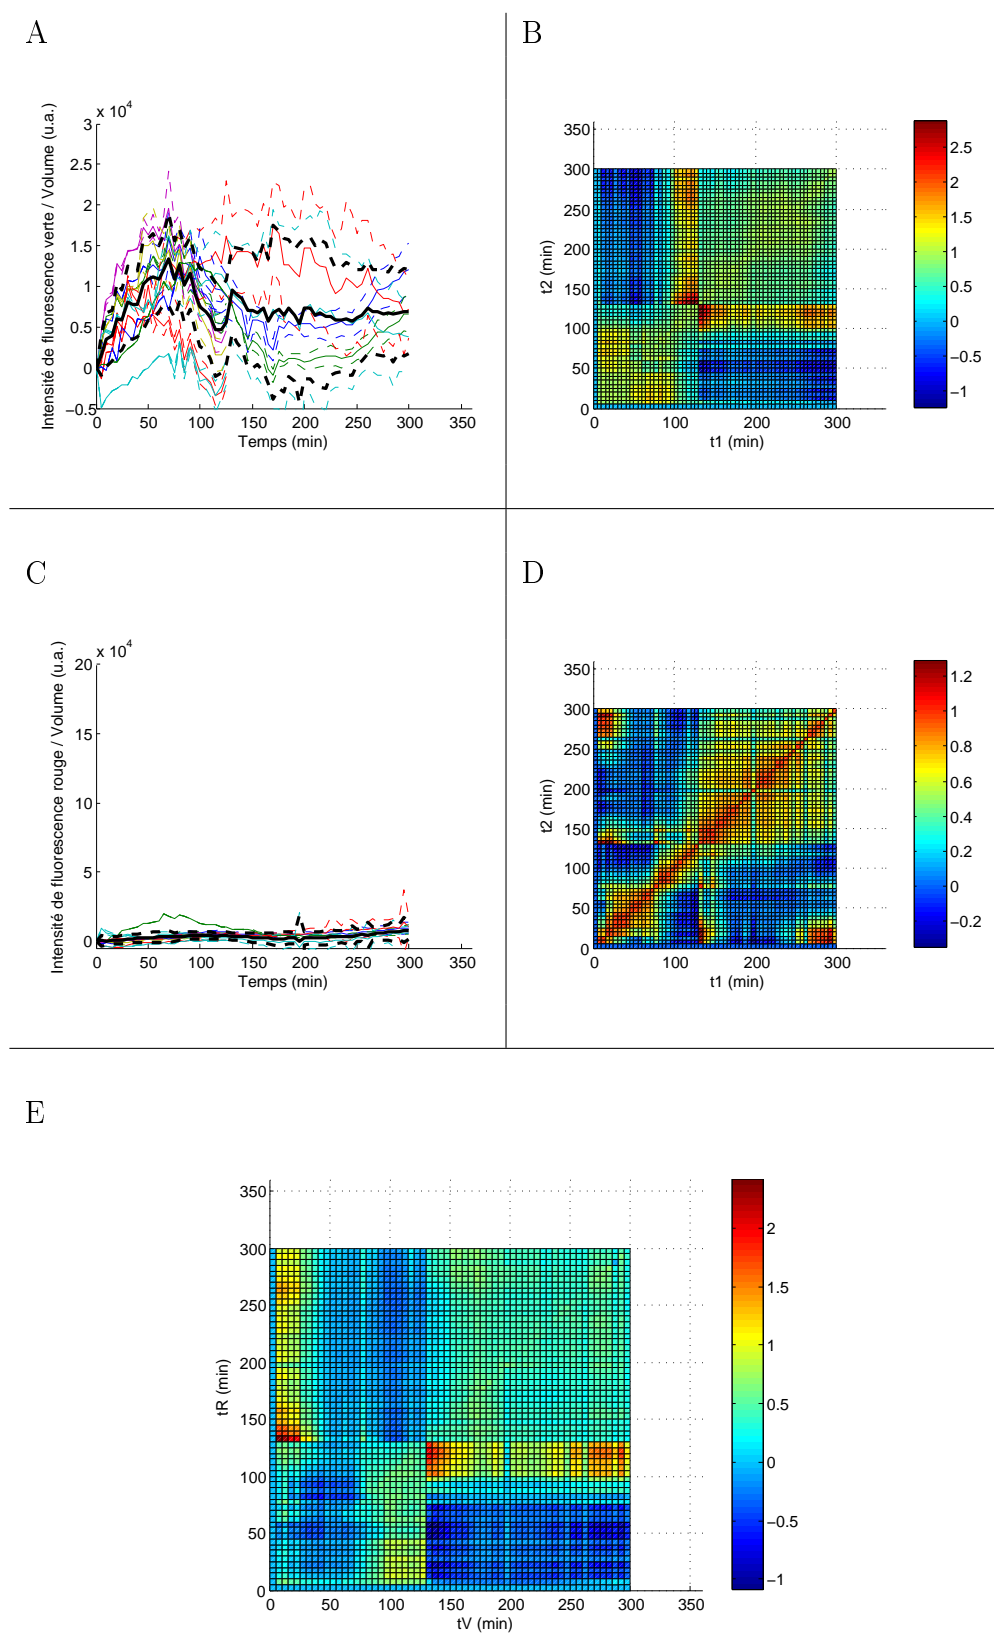 A
B
x 10⁴
3
2.5
2
1.5
1
0.5
0
−0.5
0 50 100 150 200 250 300 350
Temps (min)
Intensité de fluorescence verte / Volume (u.a.)
350
300
250
200
150
100
50
0
0 100 200 300
t1 (min)
t2 (min)
2.5
2
1.5
1
0.5
0
−0.5
−1
C
D
x 10⁴
20
15
10
5
0
0 50 100 150 200 250 300 350
Temps (min)
Intensité de fluorescence rouge / Volume (u.a.)
350
300
250
200
150
100
50
0
0 100 200 300
t1 (min)
t2 (min)
1.2
1
0.8
0.6
0.4
0.2
0
−0.2
E
350
300
250
200
150
100
50
0
0 50 100 150 200 250 300 350
tV (min)
tR (min)
2
1.5
1
0.5
0
−0.5
−1